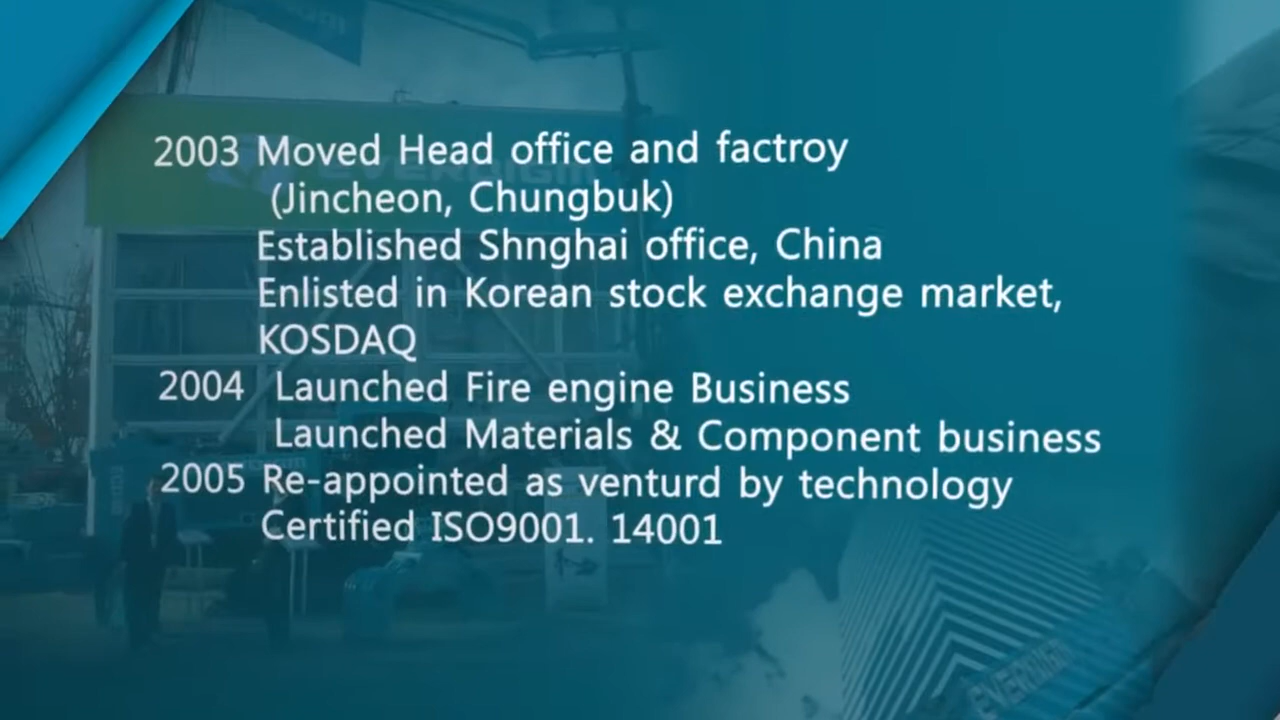 2003 Moved Head office and factroy
(Jincheon, Chungbuk)
Established Shnghai office, China
Enlisted in Korean stock exchange market,
KOSDAQ
2004 Launched Fire engine Business
Launched Materials & Component business
2005 Re-appointed as venturd by technology
Certified ISO9001. 14001
EVERDIGM
EVERDIGM